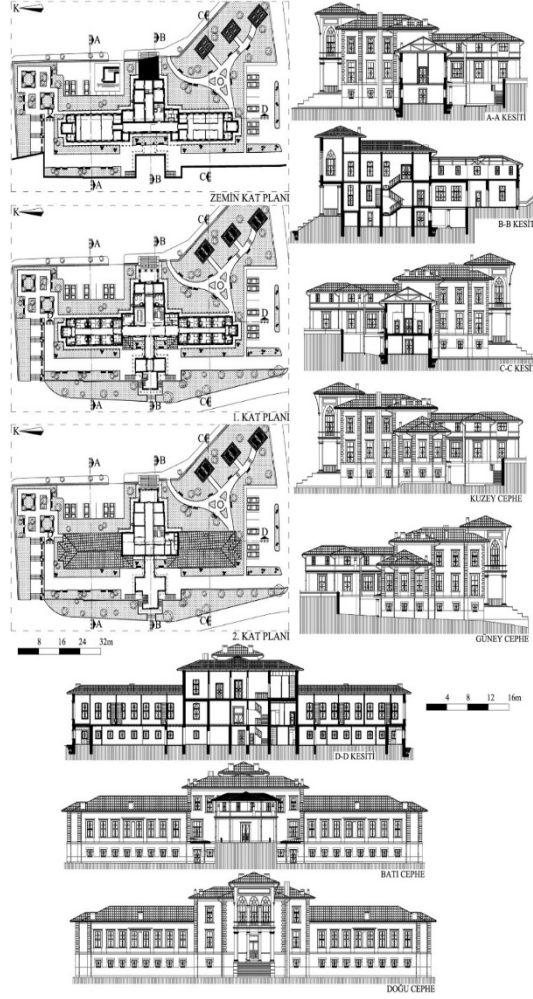 K
A
B
C
D
A
B
C
ZEMİN KAT PLANI
K
A
B
C
D
A
B
C
1. KAT PLANI
K
A
B
C
D
A
B
C
2. KAT PLANI
8 16 24 32m
A-A KESİTİ
B-B KESİTİ
C-C KESİTİ
KUZEY CEPHE
GÜNEY CEPHE
4 8 12 16m
D-D KESİTİ
BATI CEPHE
DOĞU CEPHE